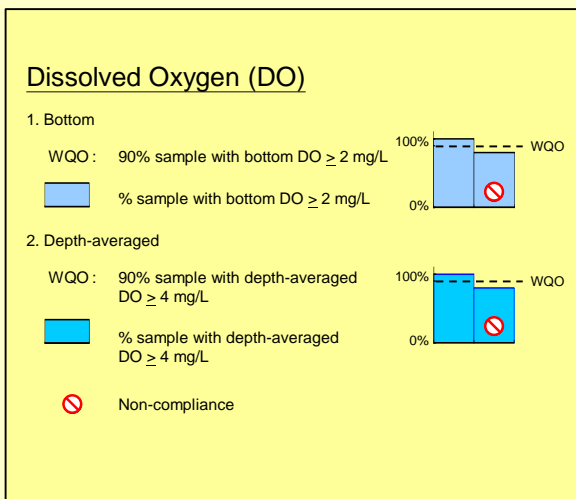 Dissolved Oxygen (DO)
1. Bottom
WQO : 90% sample with bottom DO ≥ 2 mg/L
% sample with bottom DO ≥ 2 mg/L
100%
WQO
0%
2. Depth-averaged
WQO : 90% sample with depth-averaged
DO ≥ 4 mg/L
% sample with depth-averaged
DO ≥ 4 mg/L
100%
WQO
0%
Non-compliance